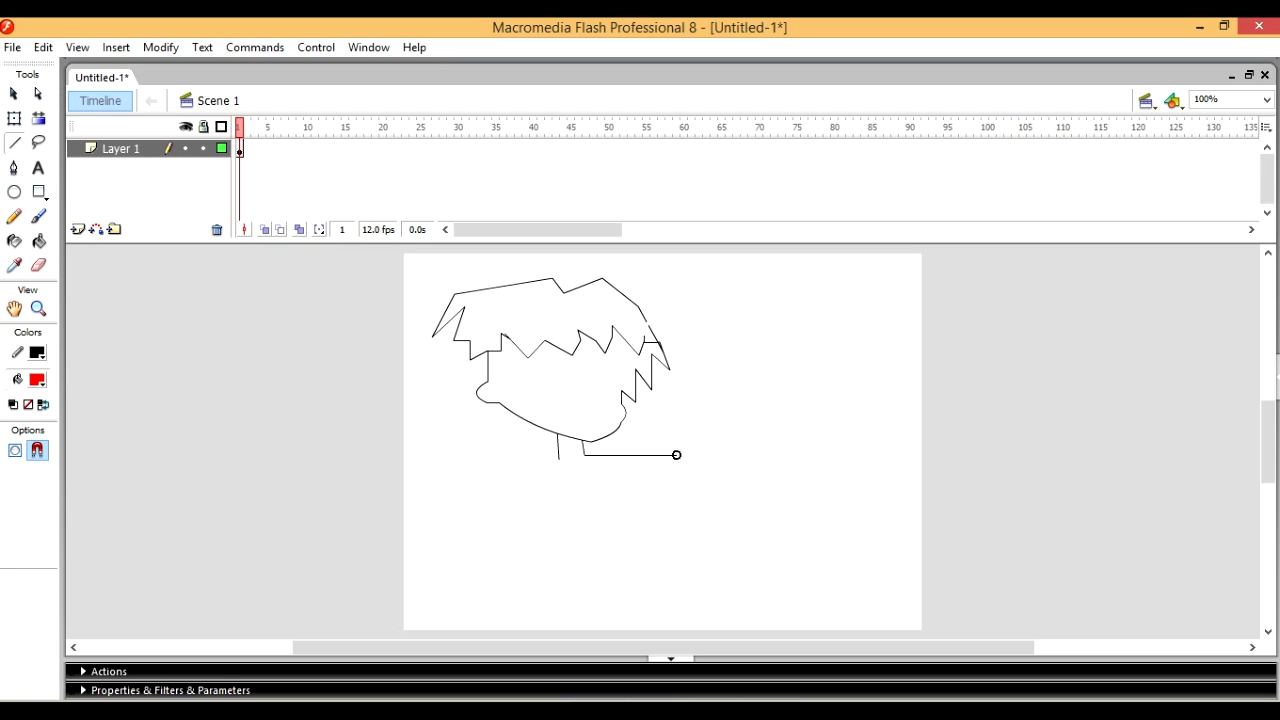 Macromedia Flash Professional 8 - [Untitled-1*]
File Edit View Insert Modify Text Commands Control Window Help
Tools
Untitled-1*
Timeline Scene 1 100%
1 5 10 15 20 25 30 35 40 45 50 55 60 65 70 75 80 85 90 95 100 105 110 115 120 125 130 135
Layer 1
1 12.0 fps 0.0s
View
Colors
Options
Actions
Properties & Filters & Parameters